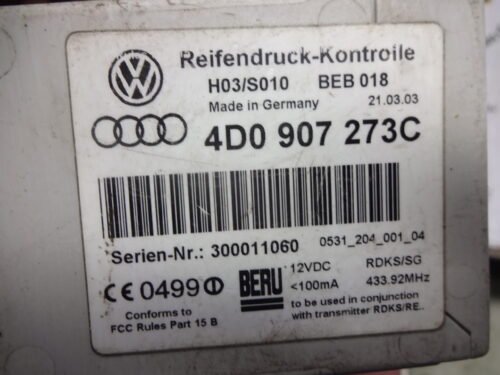 Reifendruck-Kontrolle
H03/S010 BEB 018
Made in Germany 21.03.03
4D0 907 273C
Serien-Nr.: 300011060 0531_204_001_04
CE 0499 BERU 12VDC RDKS/SG
<100mA 433.92MHz
Conforms to
FCC Rules Part 15 B
to be used in conjunction
with transmitter RDKS/RE..